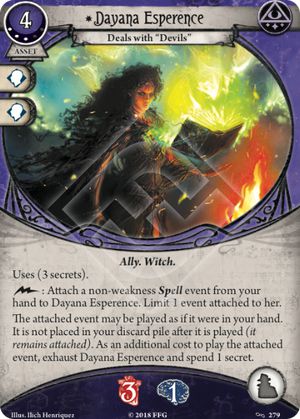 4
Dayana Esperence
ASSET
Deals with "Devils"
Ally. Witch.
Uses (3 secrets).
: Attach a non-weakness Spell event from your
hand to Dayana Esperence. Limit 1 event attached to her.
The attached event may be played as if it were in your hand.
It is not placed in your discard pile after it is played (it
remains attached). As an additional cost to play the attached
event, exhaust Dayana Esperence and spend 1 secret.
3
1
Illus. Ilich Henriquez
© 2018 FFG
279